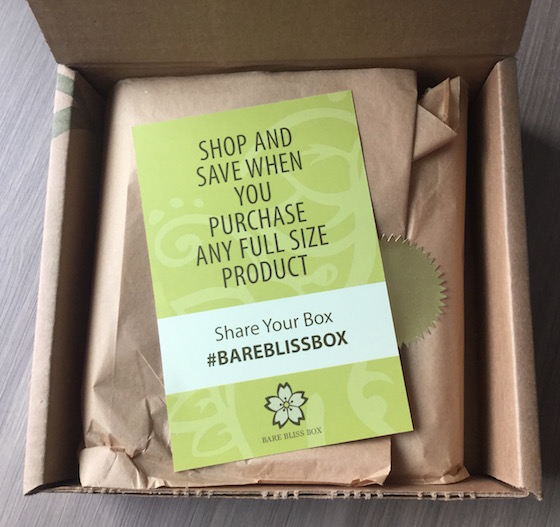 SHOP AND
SAVE WHEN
YOU
PURCHASE
ANY FULL SIZE
PRODUCT
Share Your Box
#BAREBLISSBOX
BARE BLISS BOX